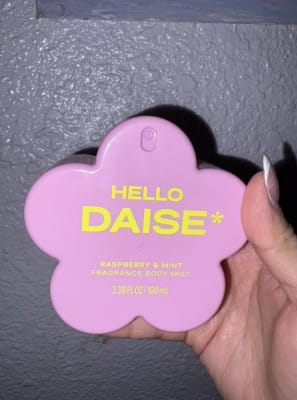 HELLO
DAISE*
RASPBERRY & MINT
FRAGRANCE BODY MIST
3.38 FL OZ / 100 mL